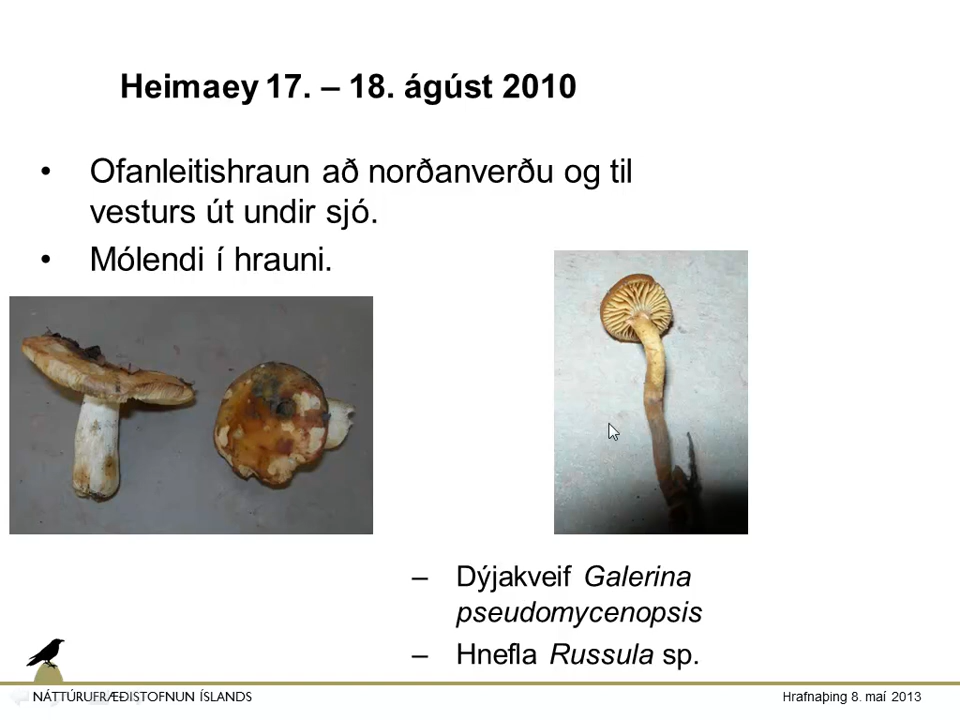 Heimaey 17. – 18. ágúst 2010
• Ofanleitishraun að norðanverðu og til
vesturs út undir sjó.
• Mólendi í hrauni.
– Dýjakveif Galerina
pseudomycenopsis
– Hnefla Russula sp.
NÁTTÚRUFRÆÐISTOFNUN ÍSLANDS
Hrafnaþing 8. maí 2013